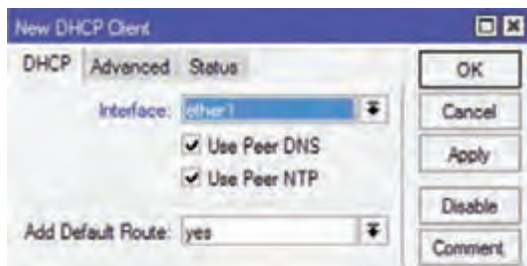 New DHCP Client
DHCP Advanced Status
Interface: ether1
Use Peer DNS
Use Peer NTP
Add Default Route: yes
OK
Cancel
Apply
Disable
Comment